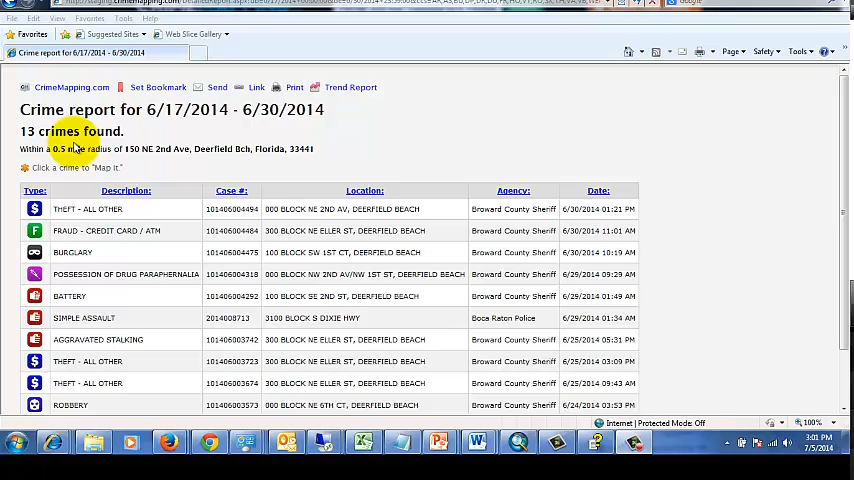 File Edit View Favorites Tools Help
Favorites Suggested Sites Web Slice Gallery
Crime report for 6/17/2014 - 6/30/2014
Page Safety Tools
CrimeMapping.com Set Bookmark Send Link Print Trend Report
Crime report for 6/17/2014 - 6/30/2014
13 crimes found.
Within a 0.5 radius of 150 NE 2nd Ave, Deerfield Bch, Florida, 33441
Click a crime to "Map It."
Type: Description: Case #: Location: Agency: Date:
$ THEFT - ALL OTHER 101406004494 000 BLOCK NE 2ND AV, DEERFIELD BEACH Broward County Sheriff 6/30/2014 01:21 PM
F FRAUD - CREDIT CARD / ATM 101406004484 300 BLOCK NE ELLER ST, DEERFIELD BEACH Broward County Sheriff 6/30/2014 11:01 AM
BURGLARY 101406004475 100 BLOCK SW 1ST CT, DEERFIELD BEACH Broward County Sheriff 6/30/2014 10:19 AM
POSSESSION OF DRUG PARAPHERNALIA 101406004318 000 BLOCK NW 2ND AV/NW 1ST ST, DEERFIELD BEACH Broward County Sheriff 6/29/2014 09:29 AM
BATTERY 101406004292 100 BLOCK SE 2ND ST, DEERFIELD BEACH Broward County Sheriff 6/29/2014 01:49 AM
SIMPLE ASSAULT 2014008713 3100 BLOCK S DIXIE HWY Boca Raton Police 6/29/2014 01:34 AM
AGGRAVATED STALKING 101406003742 300 BLOCK NE ELLER ST, DEERFIELD BEACH Broward County Sheriff 6/25/2014 05:31 PM
$ THEFT - ALL OTHER 101406003723 300 BLOCK NE ELLER ST, DEERFIELD BEACH Broward County Sheriff 6/25/2014 03:09 PM
$ THEFT - ALL OTHER 101406003674 300 BLOCK NE ELLER ST, DEERFIELD BEACH Broward County Sheriff 6/25/2014 09:43 AM
ROBBERY 101406003573 300 BLOCK NE 6TH CT, DEERFIELD BEACH Broward County Sheriff 6/24/2014 03:53 PM
Internet | Protected Mode: Off 100%
3:01 PM
7/5/2014